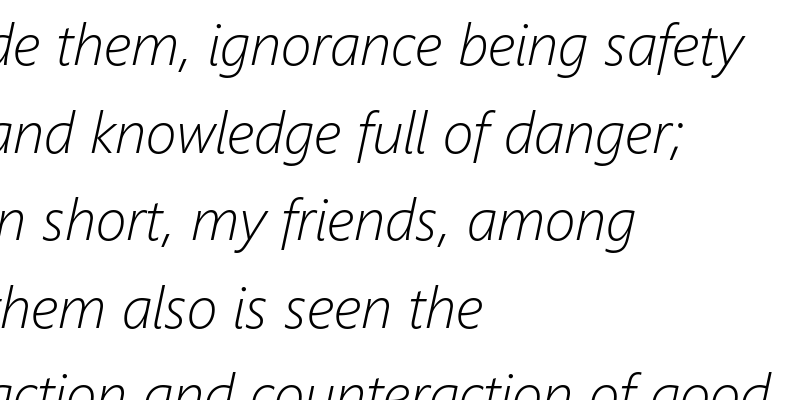 them, ignorance being safety
and knowledge full of danger;
short, my friends, among
them also is seen the
action and counteraction of good